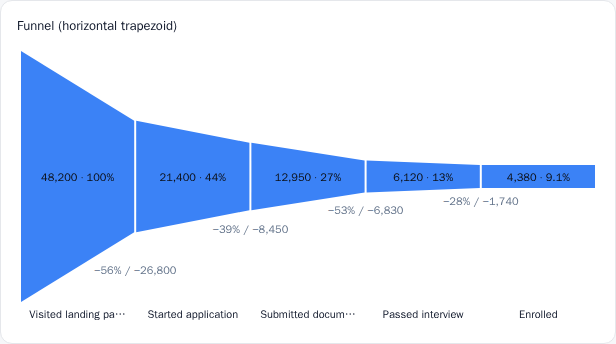 Funnel (horizontal trapezoid)
48,200 · 100%
21,400 · 44%
12,950 · 27%
6,120 · 13%
4,380 · 9.1%
−56% / −26,800
−39% / −8,450
−53% / −6,830
−28% / −1,740
Visited landing pa…
Started application
Submitted docum…
Passed interview
Enrolled